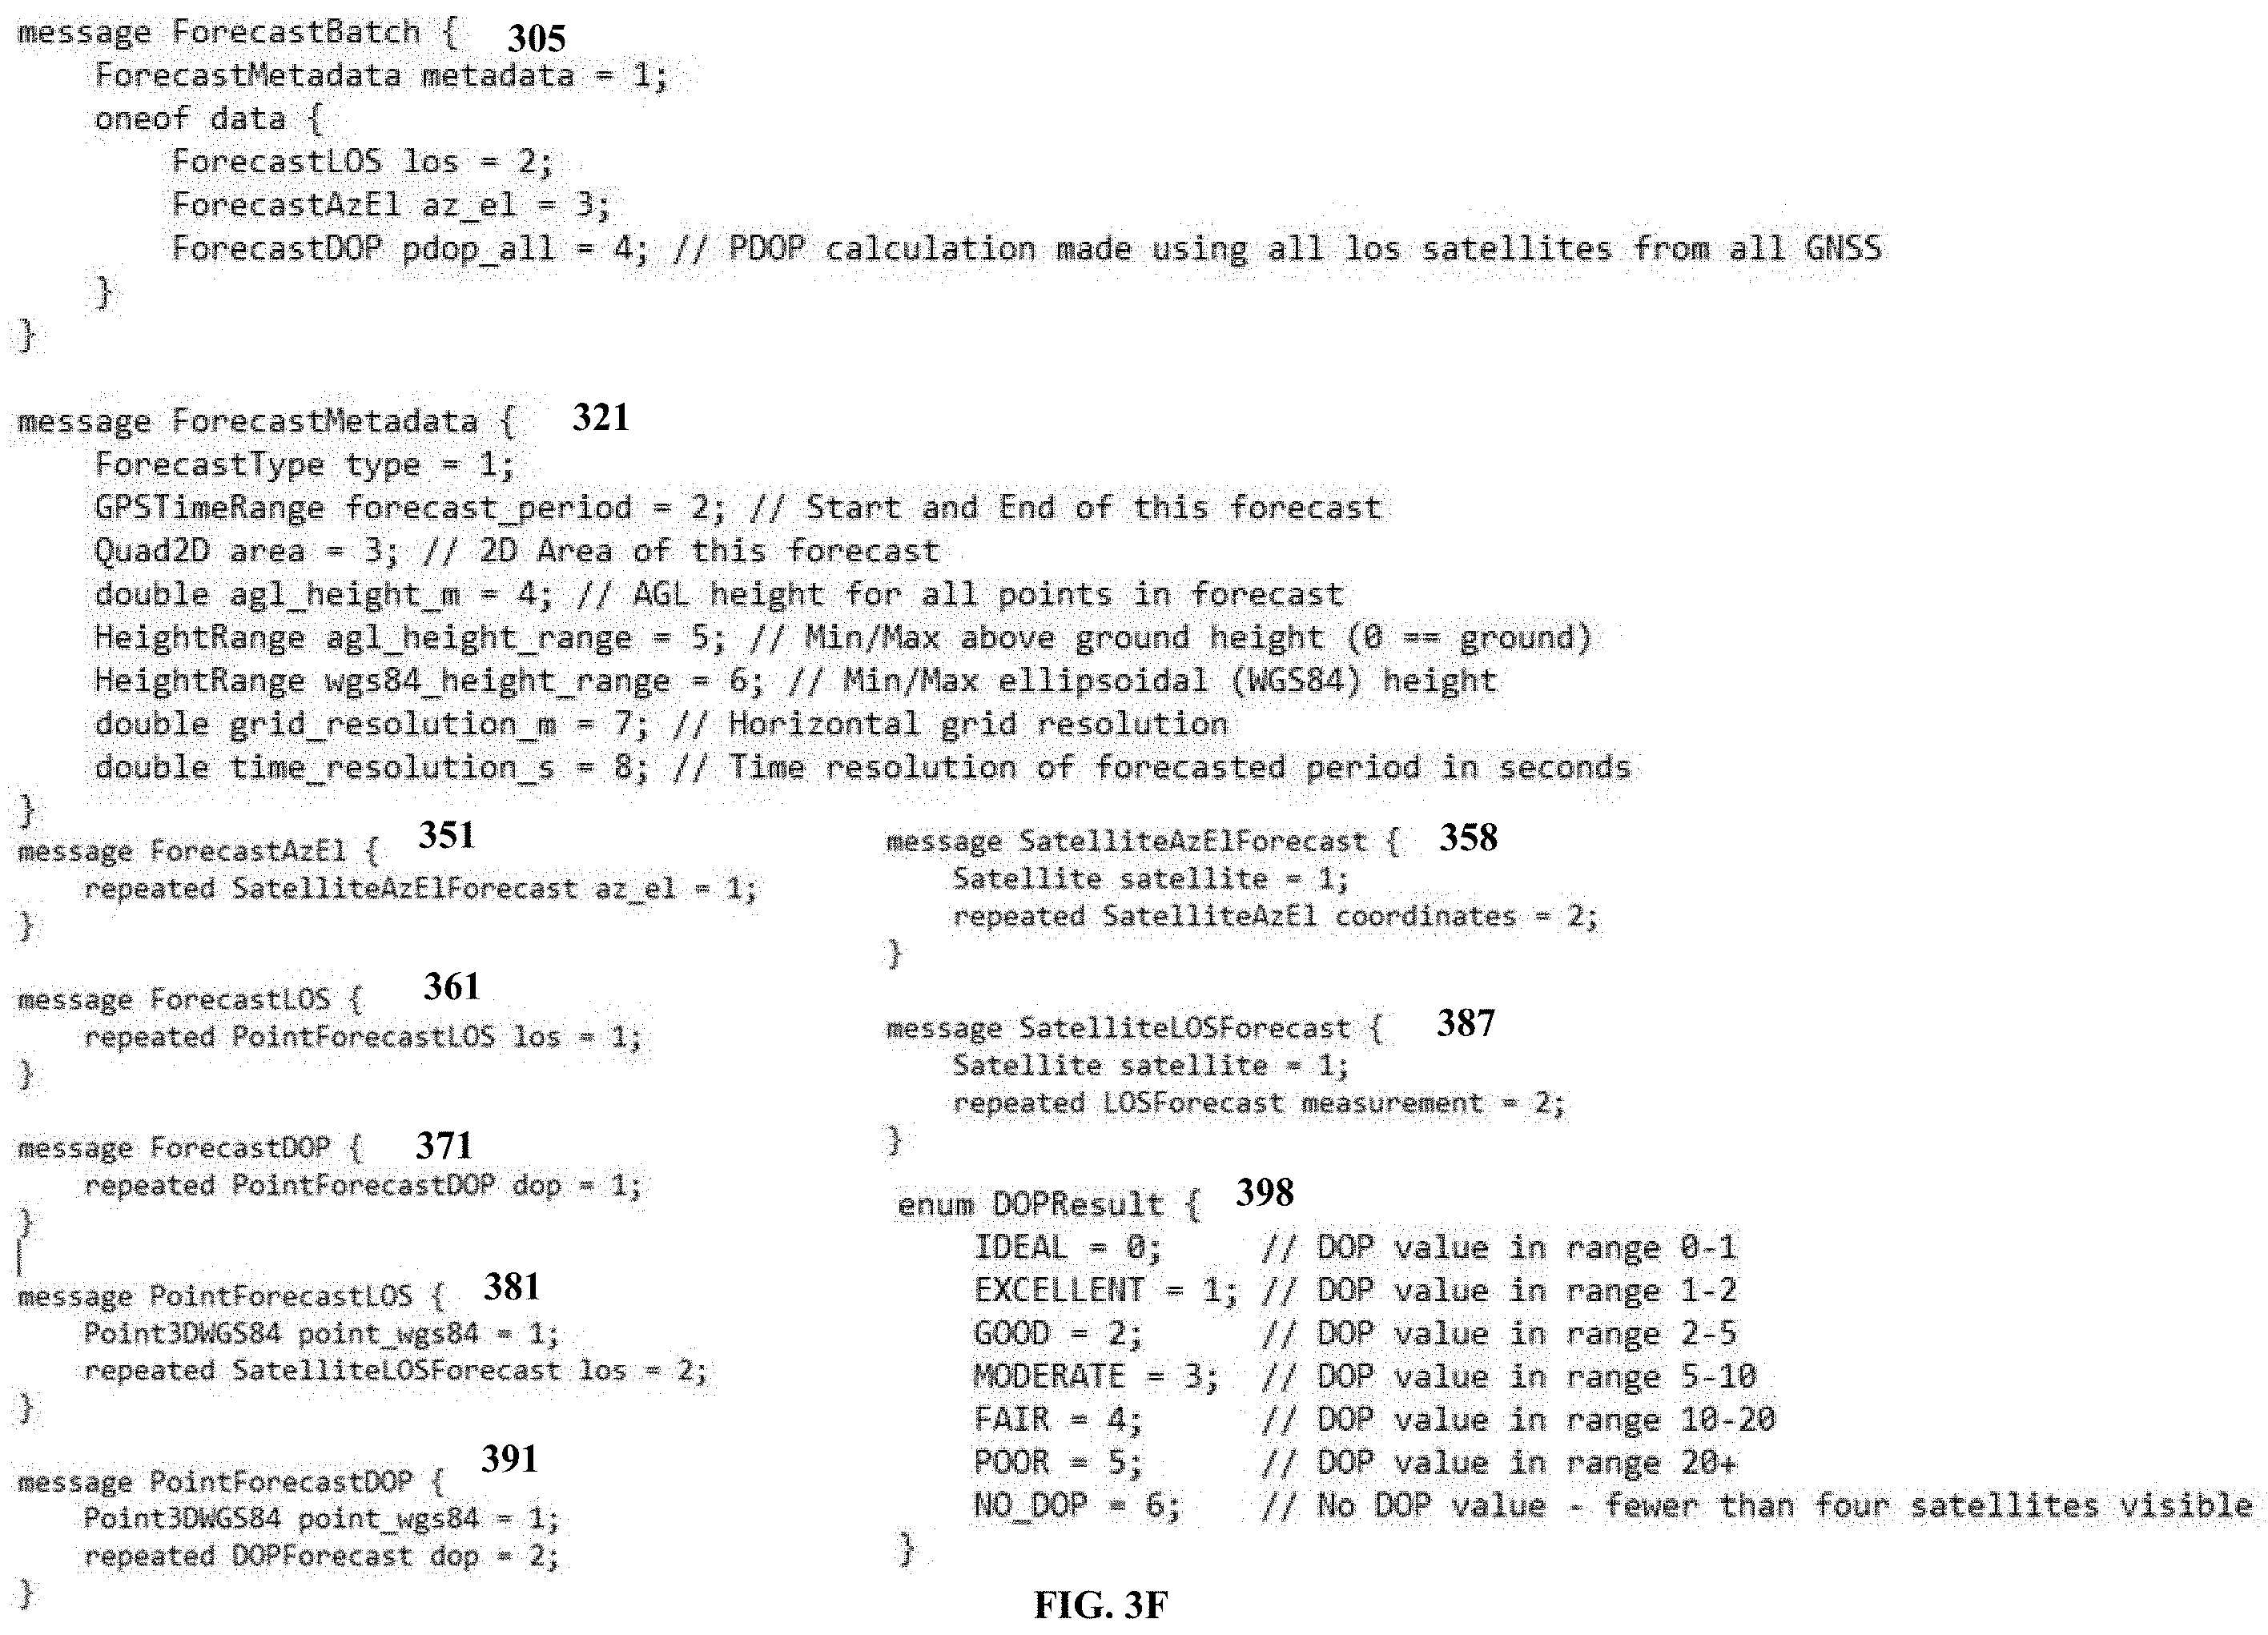 message ForecastBatch { 305
ForecastMetadata metadata = 1;
oneof data {
ForecastLOS los = 2;
ForecastAzEl az_el = 3;
ForecastDOP pdop_all = 4; // PDOP calculation made using all los satellites from all GNSS
}
}
message ForecastMetadata { 321
ForecastType type = 1;
GPSTimeRange forecast_period = 2; // Start and End of this forecast
Quad2D area = 3; // 2D Area of this forecast
double agl_height_m = 4; // AGL height for all points in forecast
HeightRange agl_height_range = 5; // Min/Max above ground height (0 == ground)
HeightRange wgs84_height_range = 6; // Min/Max ellipsoidal (WGS84) height
double grid_resolution_m = 7; // Horizontal grid resolution
double time_resolution_s = 8; // Time resolution of forecasted period in seconds
}
message ForecastAzEl { 351
repeated SatelliteAzElForecast az_el = 1;
}
message ForecastLOS { 361
repeated PointForecastLOS los = 1;
}
message ForecastDOP { 371
repeated PointForecastDOP dop = 1;
}
message PointForecastLOS { 381
Point3DWGS84 point_wgs84 = 1;
repeated SatelliteLOSForecast los = 2;
}
message PointForecastDOP { 391
Point3DWGS84 point_wgs84 = 1;
repeated DOPForecast dop = 2;
}
message SatelliteAzElForecast { 358
Satellite satellite = 1;
repeated SatelliteAzEl coordinates = 2;
}
message SatelliteLOSForecast { 387
Satellite satellite = 1;
repeated LOSForecast measurement = 2;
}
enum DOPResult { 398
IDEAL = 0; // DOP value in range 0-1
EXCELLENT = 1; // DOP value in range 1-2
GOOD = 2; // DOP value in range 2-5
MODERATE = 3; // DOP value in range 5-10
FAIR = 4; // DOP value in range 10-20
POOR = 5; // DOP value in range 20+
NO_DOP = 6; // No DOP value - fewer than four satellites visible
}
FIG. 3F